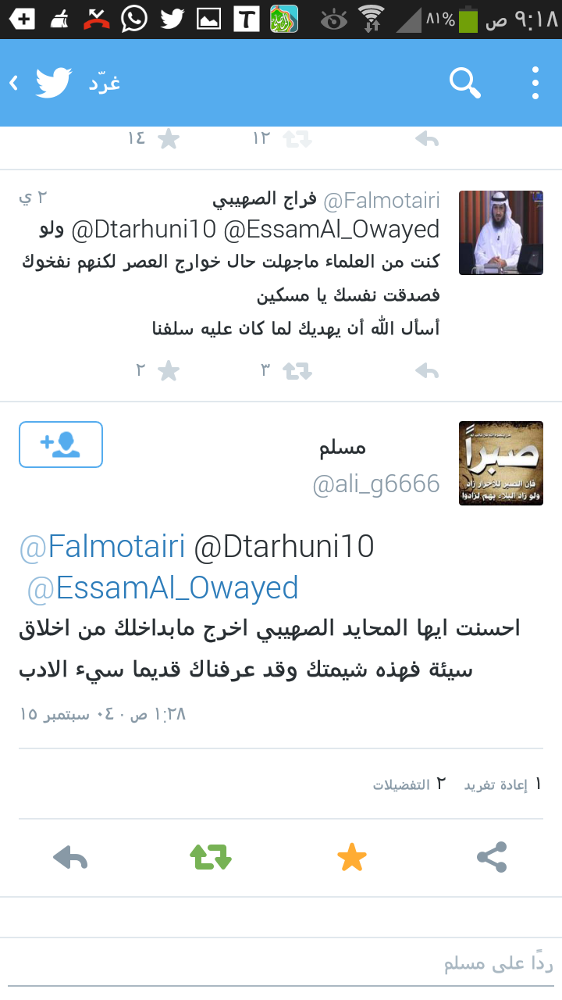 ٩:١٨ ص ٨١%
غرّد
١٤ ١٢
@Falmotairi فراج الصهيبي ٢ ي
@Dtarhuni10 @EssamAl_Owayed ولو
كنت من العلماء ماجهلت حال خوارج العصر لكنهم نفخوك
فصدقت نفسك يا مسكين
أسأل الله أن يهديك لما كان عليه سلفنا
٢ ٣
صبراً
فإن الصبر للأحرار زاد
ولو زاد البلاء بهم لزادوا
مسلم
@ali_g6666
@Falmotairi @Dtarhuni10
@EssamAl_Owayed
احسنت ايها المحايد الصهيبي اخرج مابداخلك من اخلاق
سيئة فهذه شيمتك وقد عرفناك قديما سيء الادب
١:٢٨ ص · ٠٤ سبتمبر ١٥
١ إعادة تغريد ٢ التفضيلات
ردًا على مسلم